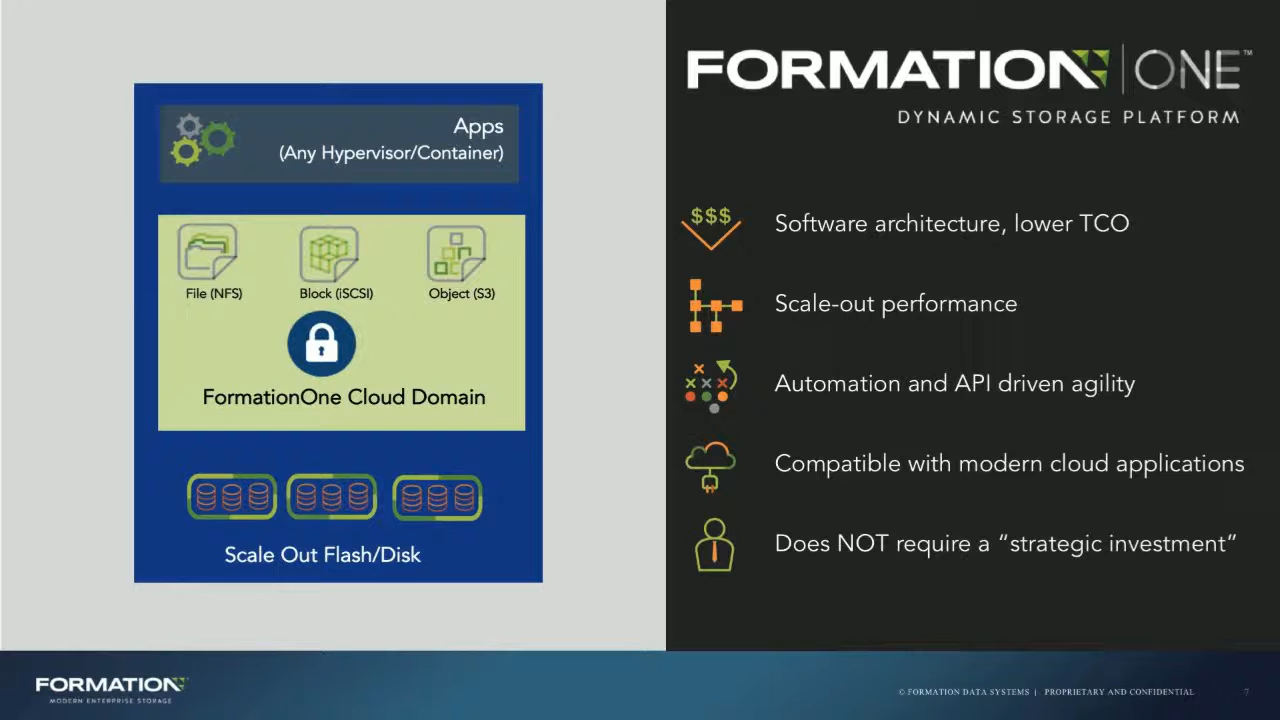 Apps
(Any Hypervisor/Container)
File (NFS)
Block (iSCSI)
Object (S3)
FormationOne Cloud Domain
Scale Out Flash/Disk
FORMATION | ONE™
DYNAMIC STORAGE PLATFORM
$$$
Software architecture, lower TCO
Scale-out performance
Automation and API driven agility
Compatible with modern cloud applications
Does NOT require a “strategic investment”
FORMATION
MODERN ENTERPRISE STORAGE
© FORMATION DATA SYSTEMS | PROPRIETARY AND CONFIDENTIAL
7